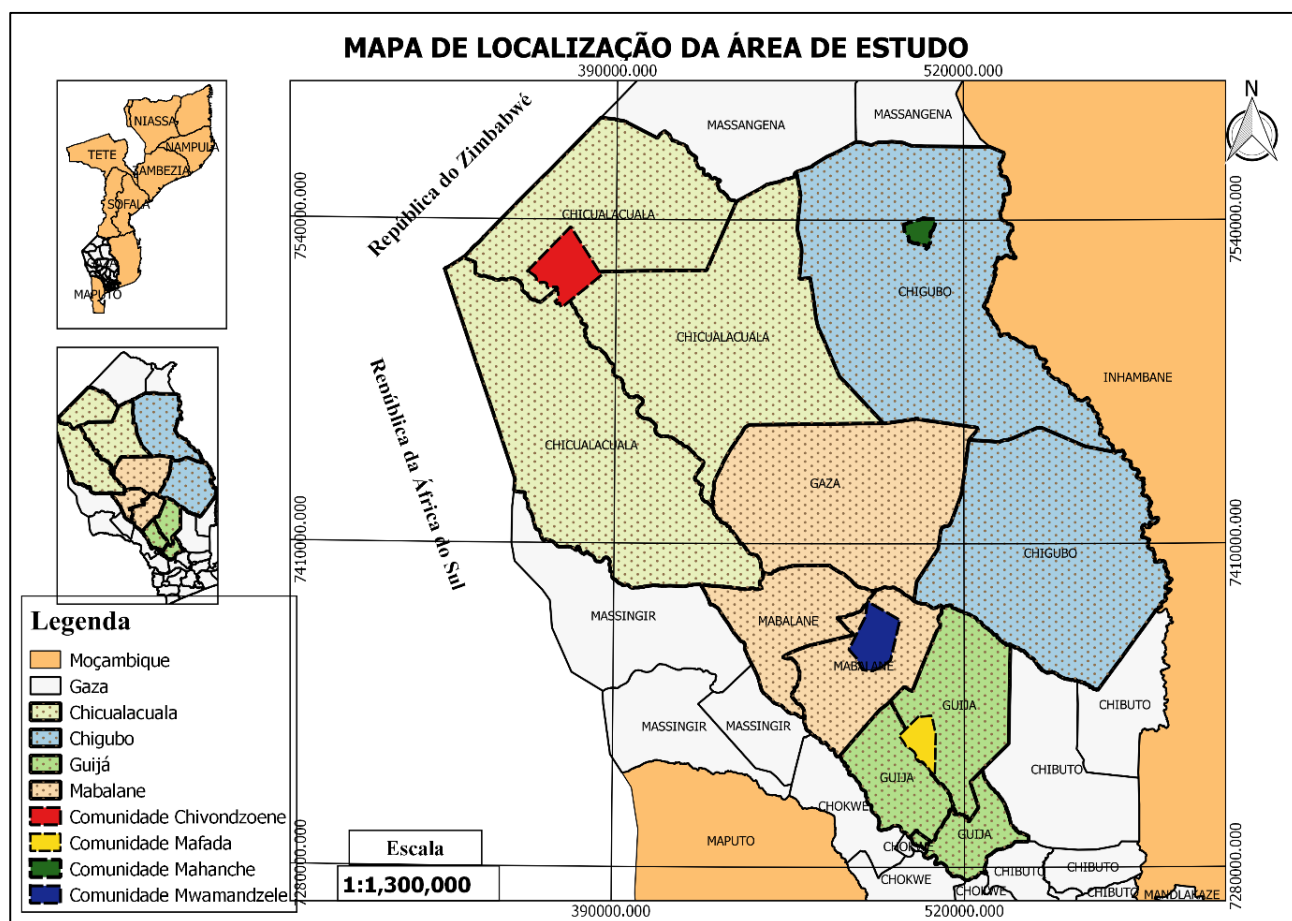 MAPA DE LOCALIZAÇÃO DA ÁREA DE ESTUDO
NIASSA
NAMPULA
TETE
ZAMBEZIA
SOFALA
MAPUTO
390000.000
520000.000
N
MASSANGENA
MASSANGENA
República do Zimbabwé
7540000.000
7540000.000
CHICUALACUALA
CHIGUBO
CHICUALACUALA
INHAMBANE
República da África do Sul
CHICUALACUALA
GAZA
7410000.000
7410000.000
CHIGUBO
MASSINGIR
MABALANE
MABALANE
CHIBUTO
GUIJA
MASSINGIR
MASSINGIR
CHIBUTO
GUIJA
CHOKWE
MAPUTO
GUIJA
CHOKWE
CHIBUTO
CHIBUTO
CHOKWE
CHOKWE
CHIBUTO
MANDLAKAZE
7280000.000
7280000.000
390000.000
520000.000
Legenda
Moçambique
Gaza
Chicualacuala
Chigubo
Guijá
Mabalane
Comunidade Chivondzoene
Comunidade Mafada
Comunidade Mahanche
Comunidade Mwamandzele
Escala
1:1,300,000